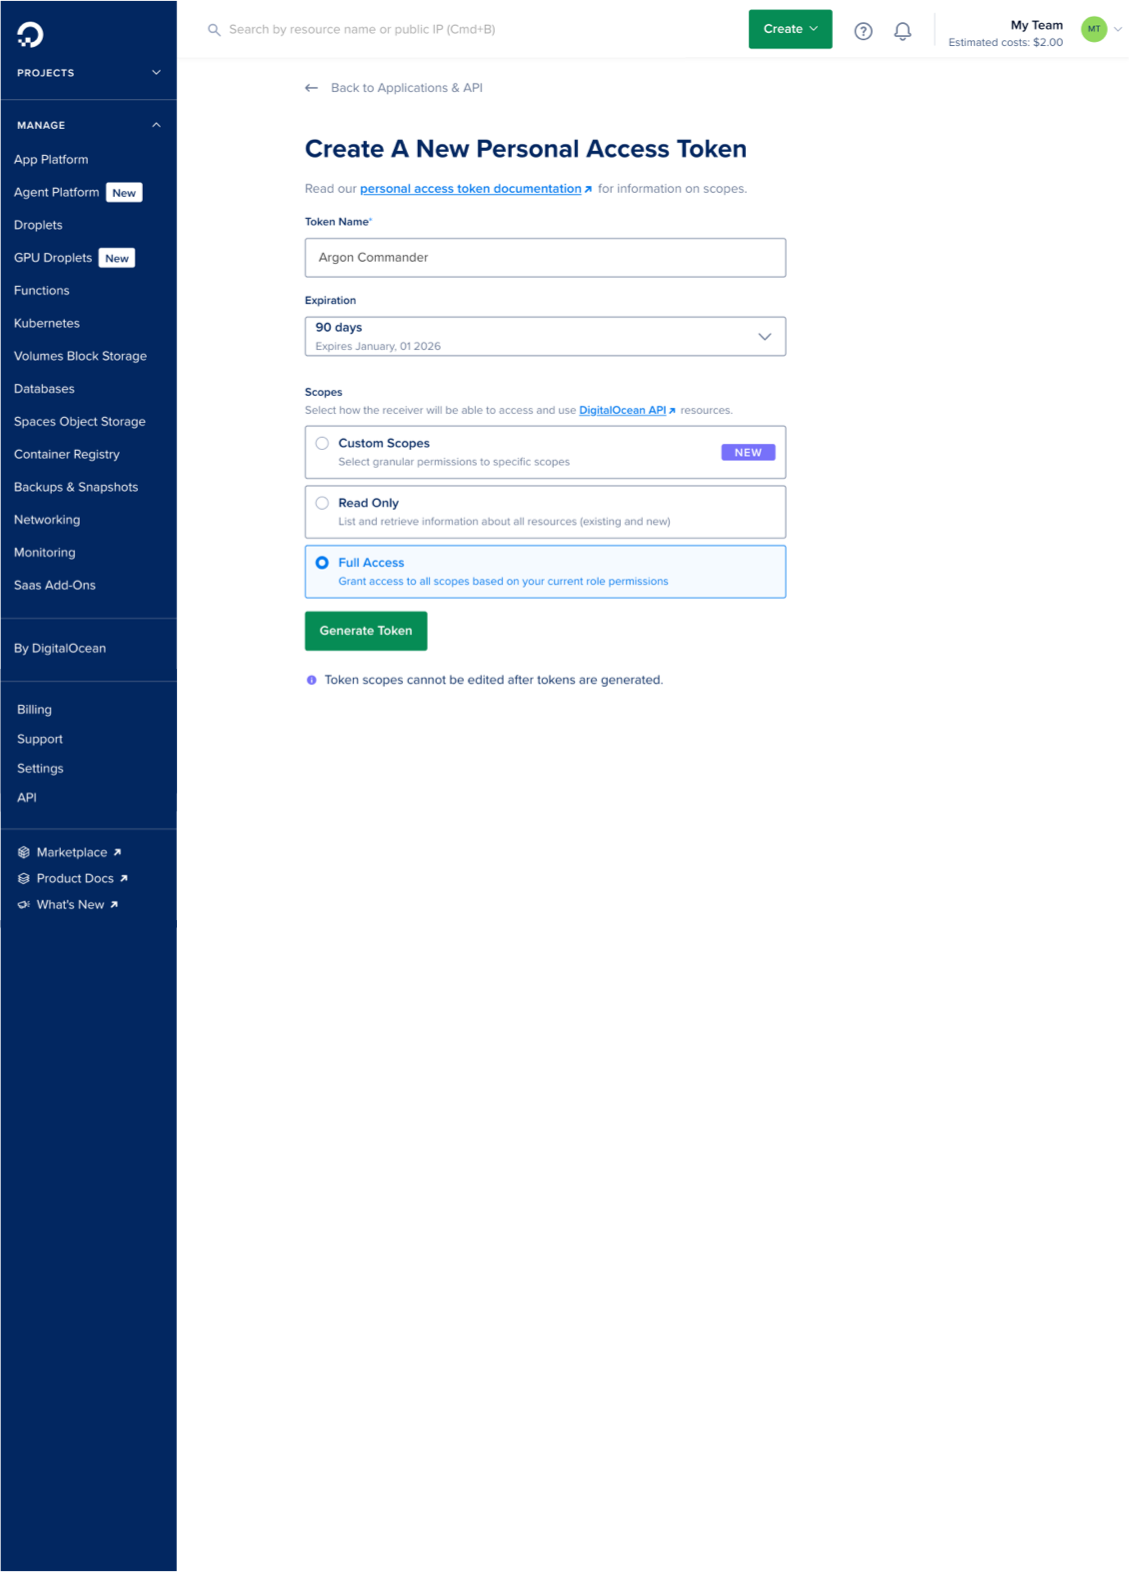 PROJECTS
MANAGE
App Platform
Agent Platform New
Droplets
GPU Droplets New
Functions
Kubernetes
Volumes Block Storage
Databases
Spaces Object Storage
Container Registry
Backups & Snapshots
Networking
Monitoring
Saas Add-Ons
By DigitalOcean
Billing
Support
Settings
API
Marketplace
Product Docs
What's New
Search by resource name or public IP (Cmd+B)
Create
My Team
Estimated costs: $2.00
MT
Back to Applications & API
Create A New Personal Access Token
Read our personal access token documentation for information on scopes.
Token Name*
Argon Commander
Expiration
90 days
Expires January, 01 2026
Scopes
Select how the receiver will be able to access and use DigitalOcean API resources.
Custom Scopes
Select granular permissions to specific scopes
NEW
Read Only
List and retrieve information about all resources (existing and new)
Full Access
Grant access to all scopes based on your current role permissions
Generate Token
Token scopes cannot be edited after tokens are generated.